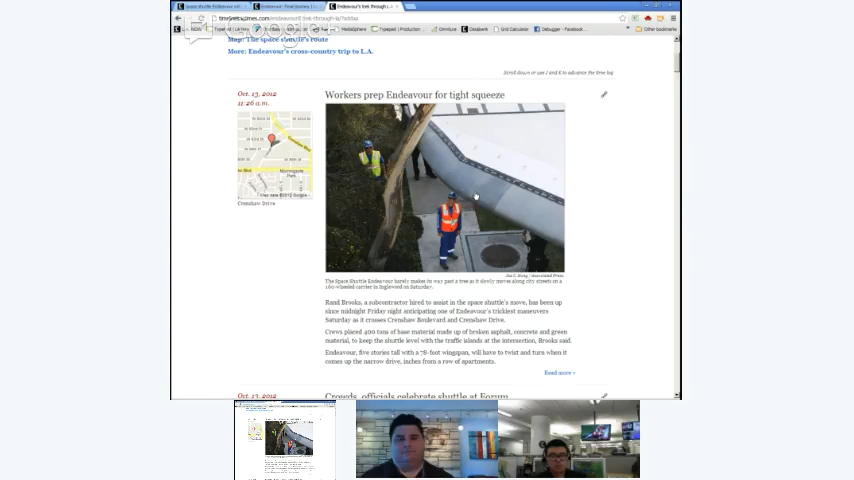 Endeavour's trek through L
Map: The space shuttle's route
More: Endeavour's cross-country trip to L.A.
Scroll down or use J and K to advance the time log
Oct. 13, 2012
11:26 a.m.
Workers prep Endeavour for tight squeeze
Morningside
Park
Crenshaw Drive
The Space Shuttle Endeavour barely makes its way past a tree as it slowly moves along city streets on a
160-wheeled carrier in Inglewood on Saturday.
Rand Brooks, a subcontractor hired to assist in the space shuttle's move, has been up
since midnight Friday night anticipating one of Endeavour's trickiest maneuvers
Saturday as it crosses Crenshaw Boulevard and Crenshaw Drive.
Crews placed 400 tons of base material made up of broken asphalt, concrete and green
material, to keep the shuttle level with the traffic islands at the intersection, Brooks said.
Endeavour, five stories tall with a 78-foot wingspan, will have to twist and turn when it
comes up the narrow drive, inches from a row of apartments.
Read more »
Oct. 13, 2012
Crowds, officials celebrate shuttle at Forum